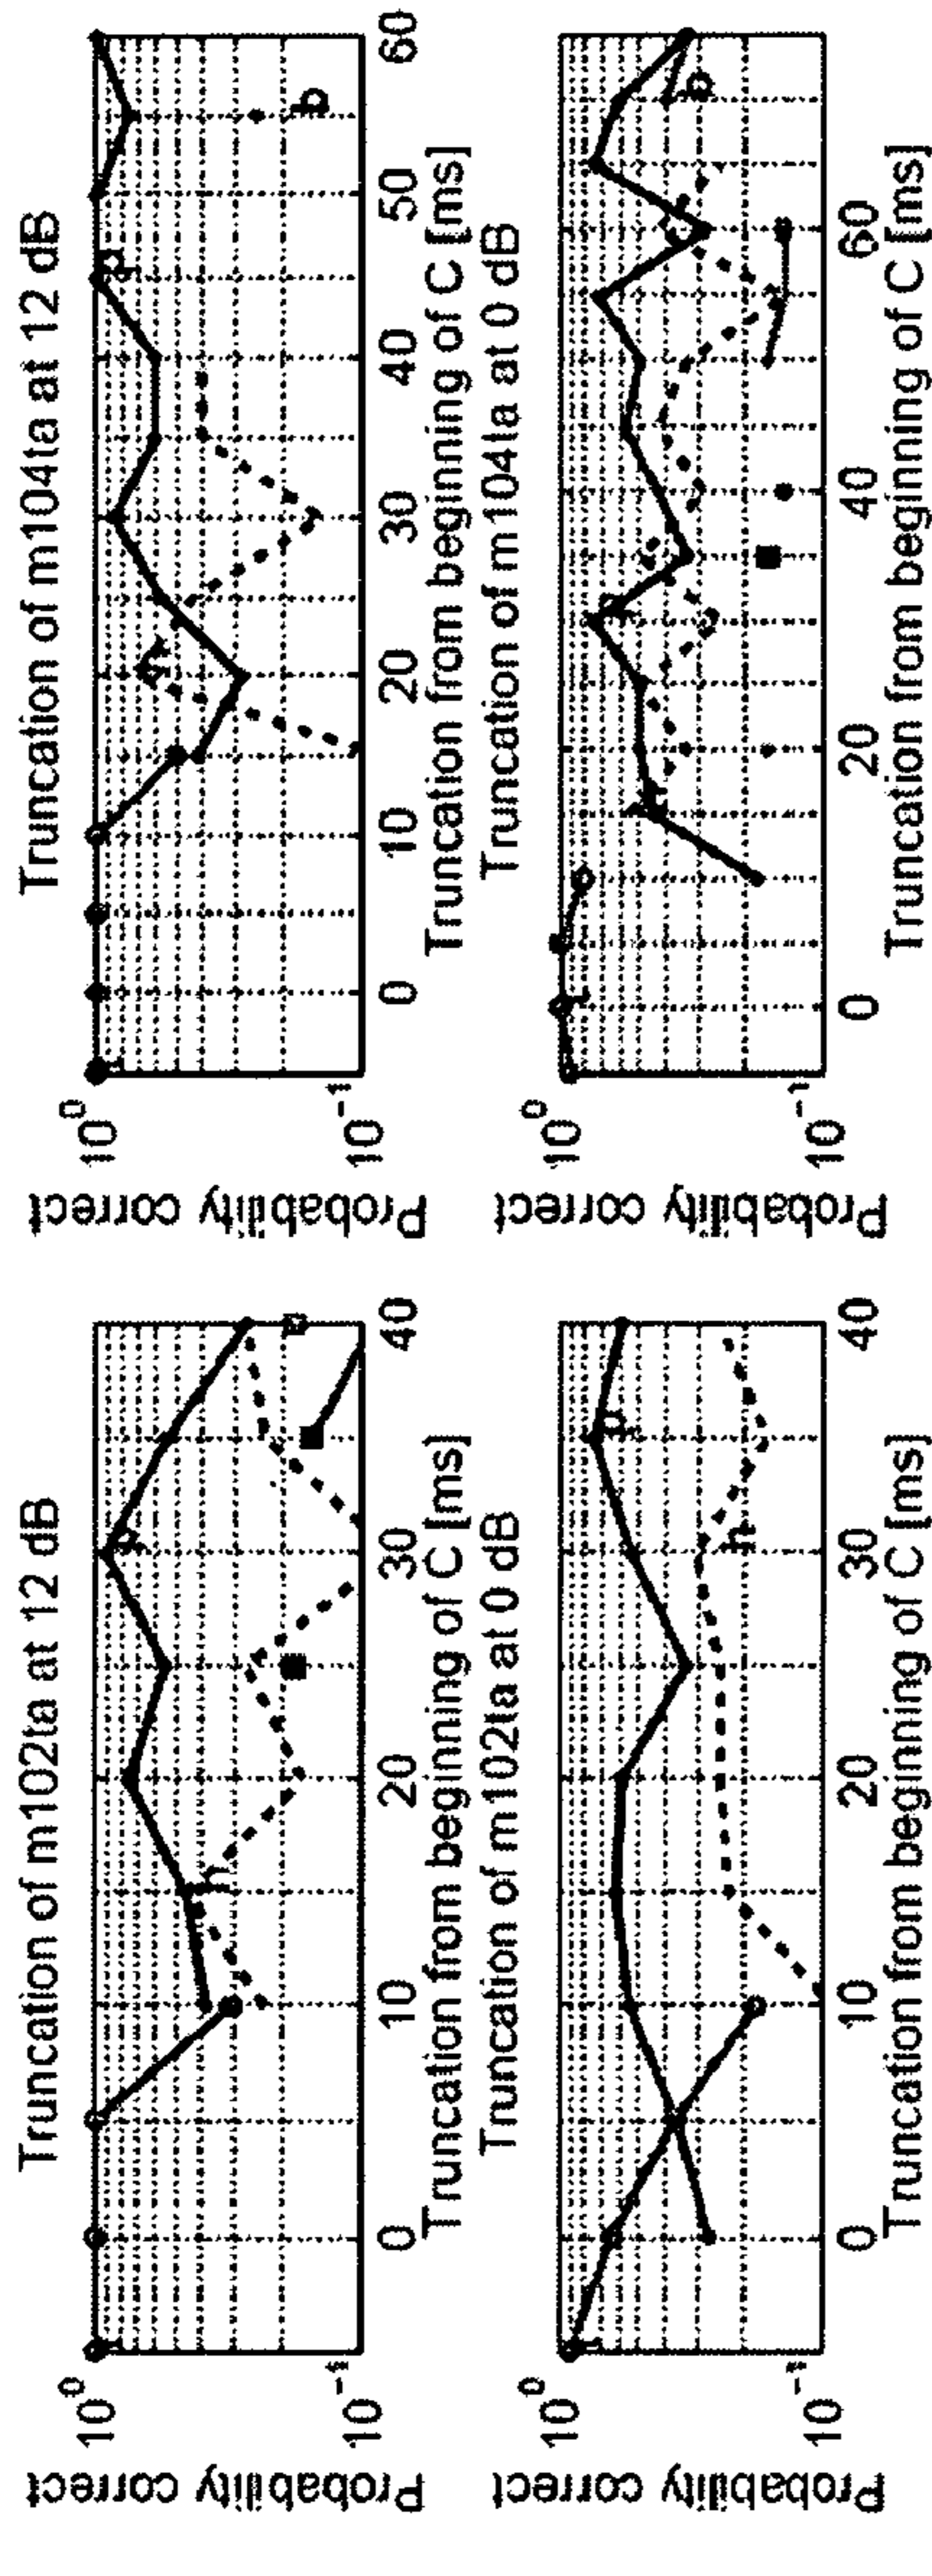 Truncation of m102ta at 12 dB
Probability correct
10^0
10^-1
0
10
20
30
40
t
h
p
Truncation from beginning of C [ms]
Truncation of m104ta at 12 dB
Probability correct
10^0
10^-1
0
10
20
30
40
50
60
t
h
p
b
Truncation from beginning of C [ms]
Truncation of m102ta at 0 dB
Probability correct
10^0
10^-1
0
10
20
30
40
t
h
p
Truncation from beginning of C [ms]
Truncation of m104ta at 0 dB
Probability correct
10^0
10^-1
0
20
40
60
t
p
b
Truncation from beginning of C [ms]